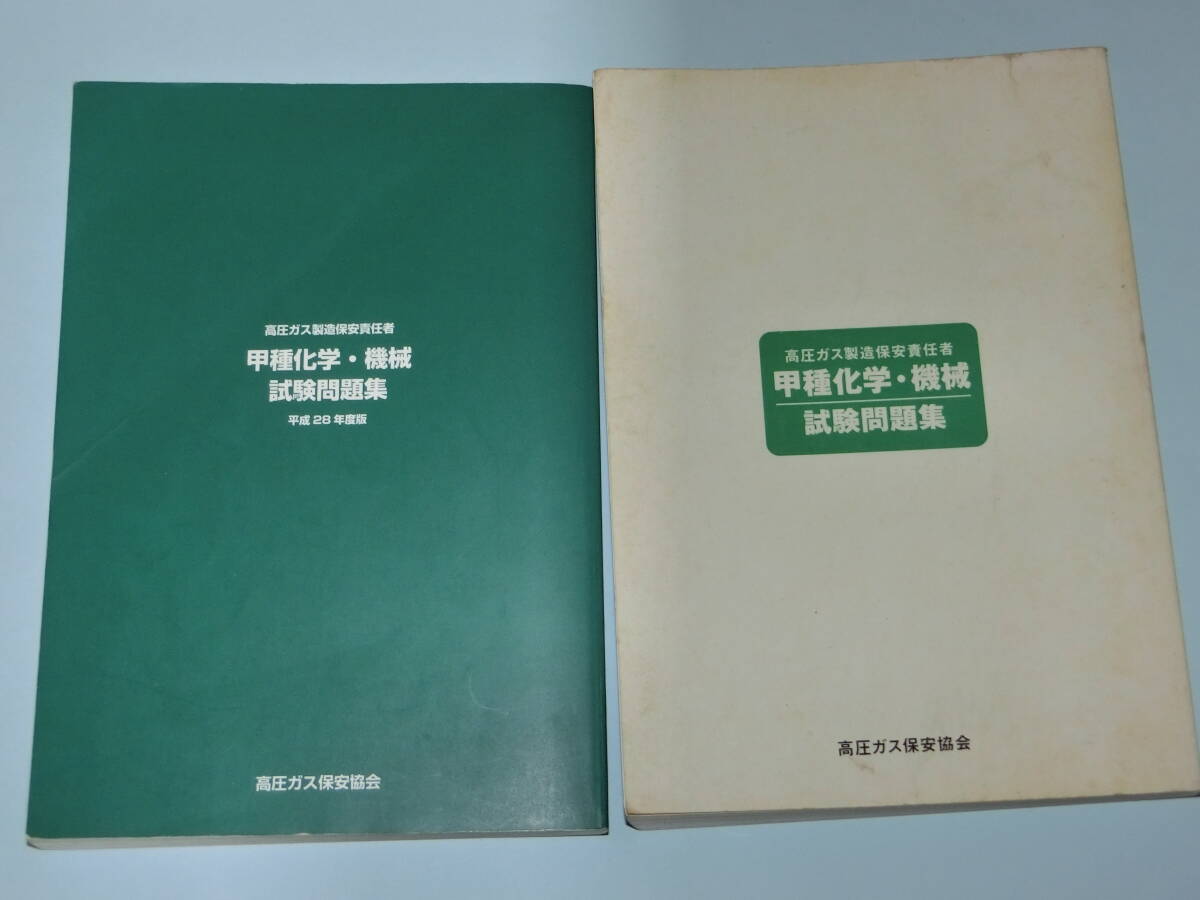 高圧ガス製造保安責任者
甲種化学・機械
試験問題集
平成28年度版
高圧ガス保安協会
高圧ガス製造保安責任者
甲種化学・機械
試験問題集
高圧ガス保安協会